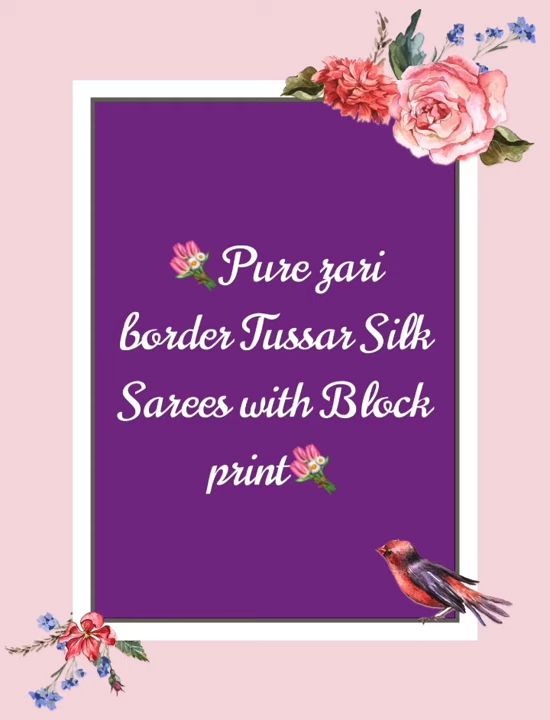 💐Pure zari
border Tussar Silk
Sarees with Block
print💐